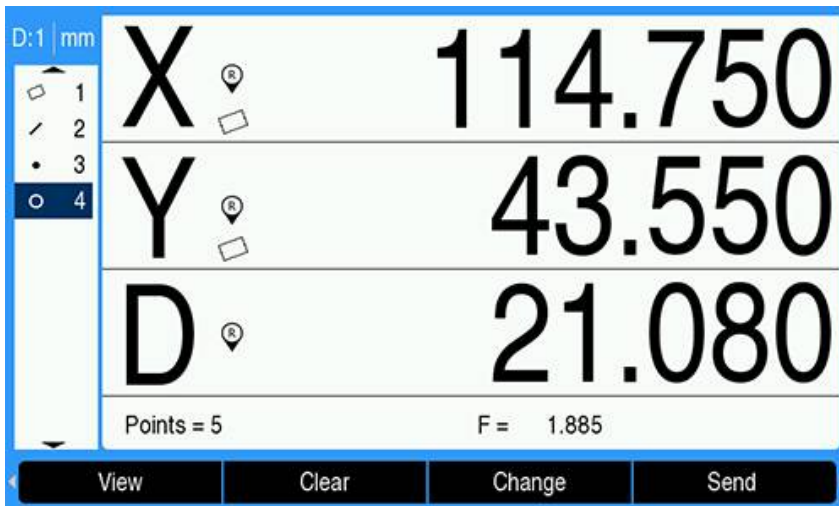 D:1 mm
1
2
3
4
X R 114.750
Y R 43.550
D R 21.080
Points = 5 F = 1.885
View Clear Change Send